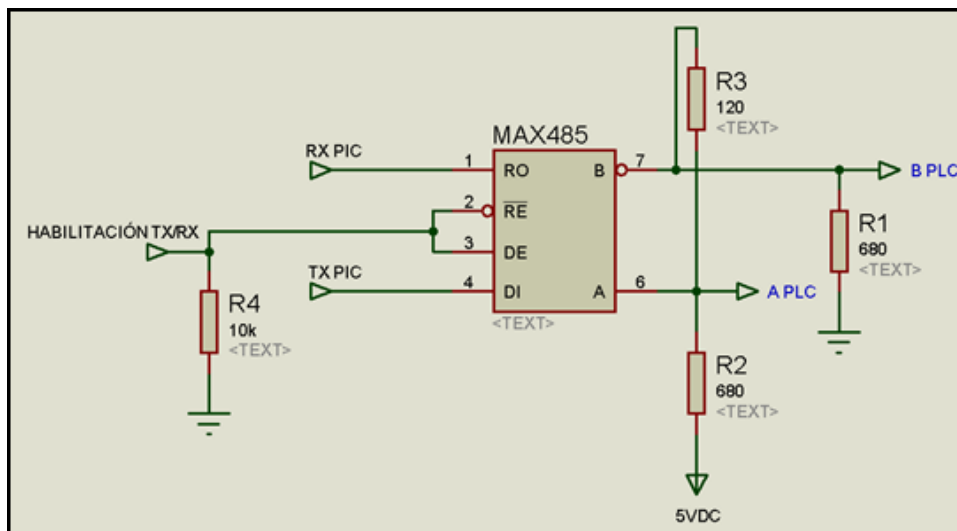 R3
120
<TEXT>
MAX485
RX PIC
1
RO
B
7
B PLC
2
RE
HABILITACIÓN TX/RX
3
DE
R1
680
<TEXT>
TX PIC
4
DI
A
6
A PLC
R4
10k
<TEXT>
<TEXT>
R2
680
<TEXT>
5VDC